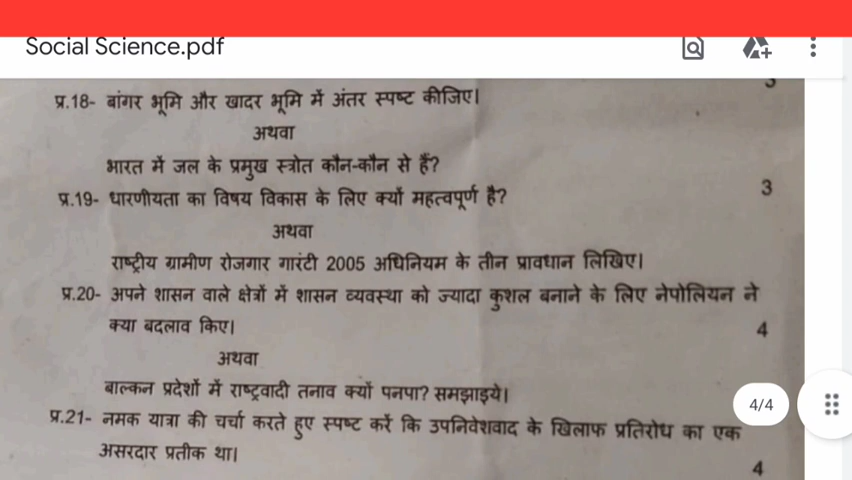 Social Science.pdf
3
प्र.18- बांगर भूमि और खादर भूमि में अंतर स्पष्ट कीजिए।
अथवा
भारत में जल के प्रमुख स्त्रोत कौन-कौन से हैं?
प्र.19- धारणीयता का विषय विकास के लिए क्यों महत्वपूर्ण है? 3
अथवा
राष्ट्रीय ग्रामीण रोजगार गारंटी 2005 अधिनियम के तीन प्रावधान लिखिए।
प्र.20- अपने शासन वाले क्षेत्रों में शासन व्यवस्था को ज्यादा कुशल बनाने के लिए नेपोलियन ने
क्या बदलाव किए। 4
अथवा
बाल्कन प्रदेशों में राष्ट्रवादी तनाव क्यों पनपा? समझाइये।
4/4
प्र.21- नमक यात्रा की चर्चा करते हुए स्पष्ट करें कि उपनिवेशवाद के खिलाफ प्रतिरोध का एक
असरदार प्रतीक था।
4